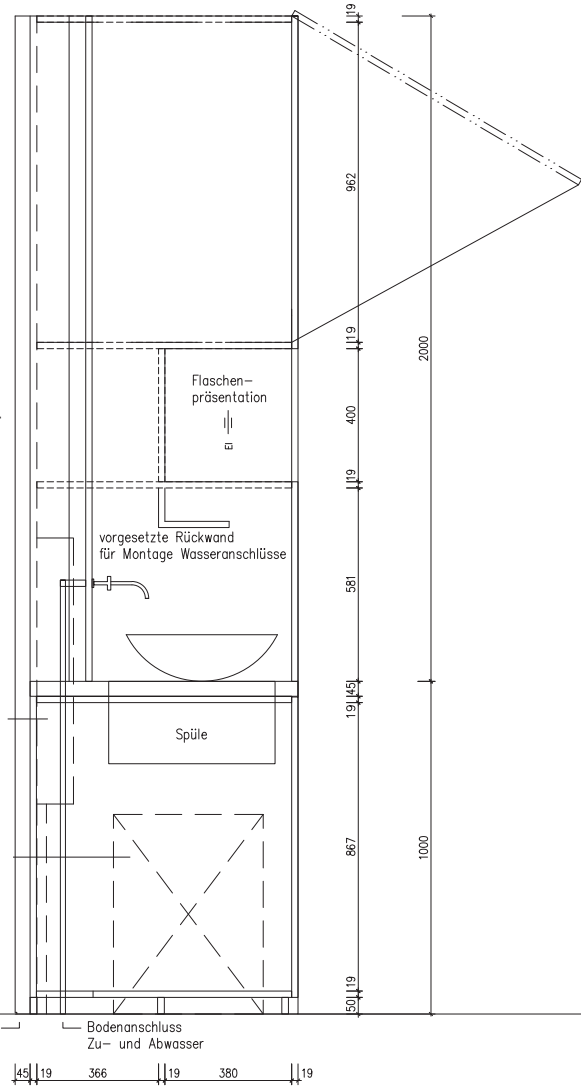 19
962
19
2000
Flaschen-
präsentation
400
19
vorgesetzte Rückwand
für Montage Wasseranschlüsse
581
45
19
Spüle
867
1000
19
50
Bodenanschluss
Zu- und Abwasser
45 19 366 19 380 19